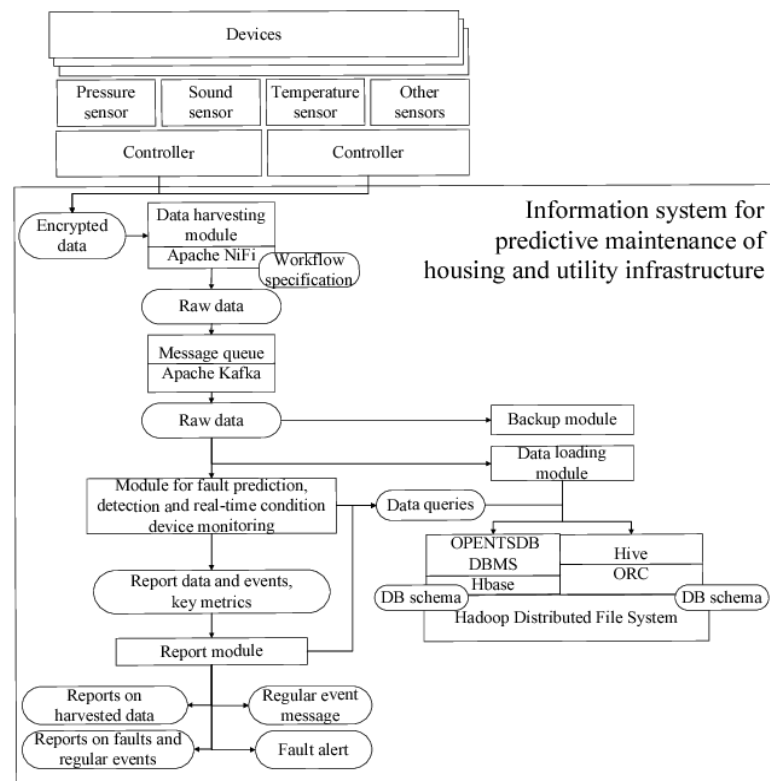 Devices
Pressure
sensor
Sound
sensor
Temperature
sensor
Other
sensors
Controller
Controller
Information system for
predictive maintenance of
housing and utility infrastructure
Encrypted
data
Data harvesting
module
Apache NiFi
Workflow
specification
Raw data
Message queue
Apache Kafka
Raw data
Backup module
Data loading
module
Module for fault prediction,
detection and real-time condition
device monitoring
Data queries
OPENTSDB
DBMS
Hbase
Hive
ORC
DB schema
DB schema
Hadoop Distributed File System
Report data and events,
key metrics
Report module
Reports on
harvested data
Regular event
message
Reports on faults and
regular events
Fault alert